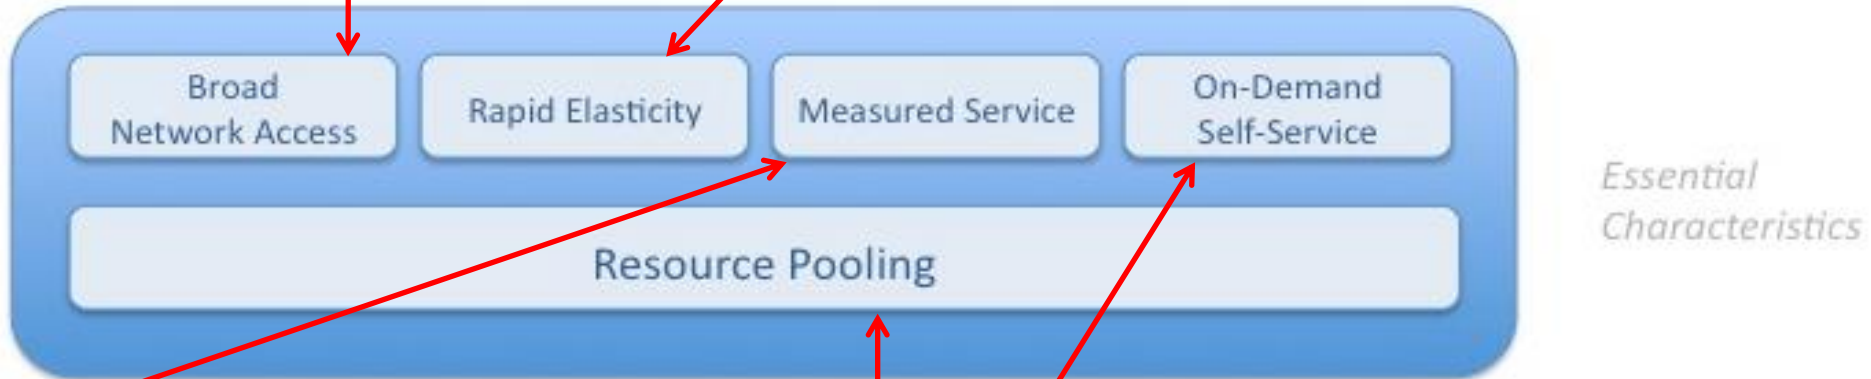 Broad
Network Access
Rapid Elasticity
Measured Service
On-Demand
Self-Service
Resource Pooling
Essential
Characteristics